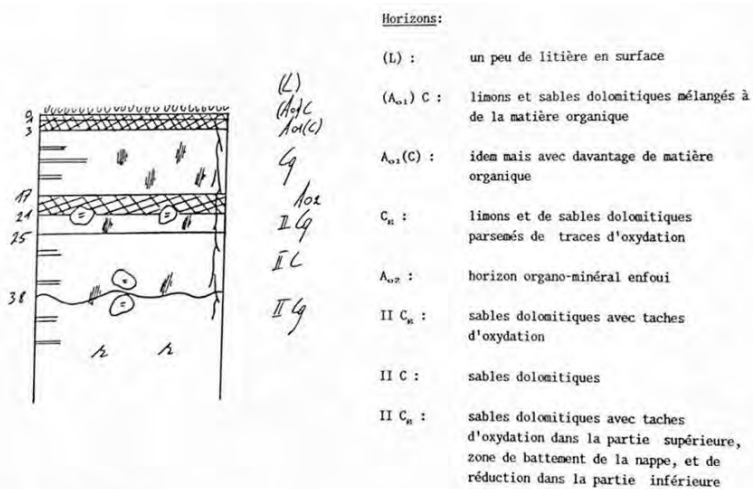 0
3
17
21
25
38
(L)
(A01)C
A01(C)
Cg
A02
II Cg
II C
II Cg
Horizons:
(L) : un peu de litière en surface
(Ao1) C : limons et sables dolomitiques mélangés à
de la matière organique
Ao1(C) : idem mais avec davantage de matière
organique
Cg : limons et de sables dolomitiques
parsemés de traces d'oxydation
Ao2 : horizon organo-minéral enfoui
II Cg : sables dolomitiques avec taches
d'oxydation
II C : sables dolomitiques
II Cg : sables dolomitiques avec taches
d'oxydation dans la partie supérieure,
zone de battement de la nappe, et de
réduction dans la partie inférieure